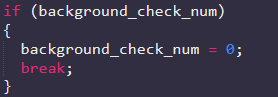 if (background_check_num)
{
  background_check_num = 0;
  break;
}